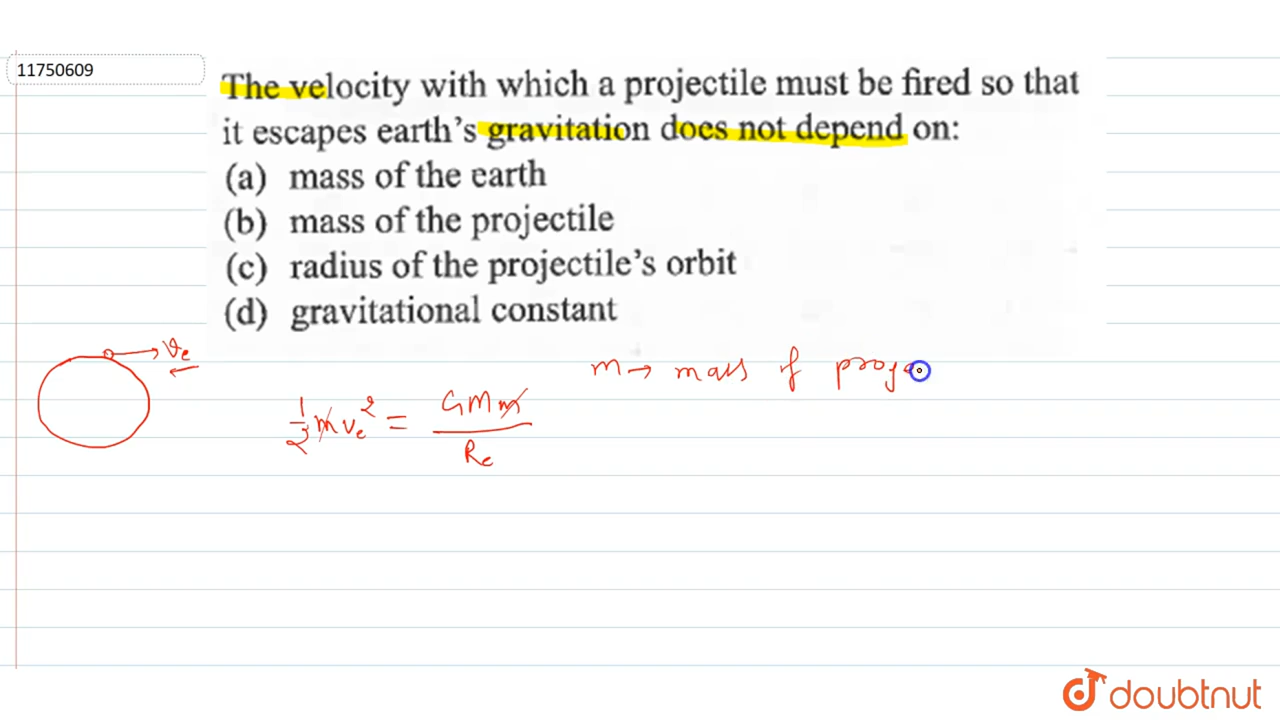 11750609
The velocity with which a projectile must be fired so that
it escapes earth's gravitation does not depend on:
(a) mass of the earth
(b) mass of the projectile
(c) radius of the projectile's orbit
(d) gravitational constant
vₑ
m → mass of proje
½ m vₑ² = GMm / Rₑ
doubtnut